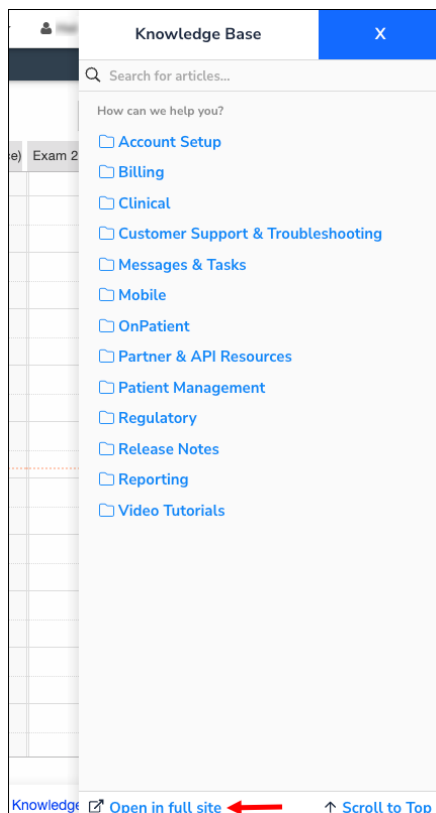 Knowledge Base
X
Search for articles...
e) Exam 2
How can we help you?
Account Setup
Billing
Clinical
Customer Support & Troubleshooting
Messages & Tasks
Mobile
OnPatient
Partner & API Resources
Patient Management
Regulatory
Release Notes
Reporting
Video Tutorials
Knowledge
Open in full site
Scroll to Top